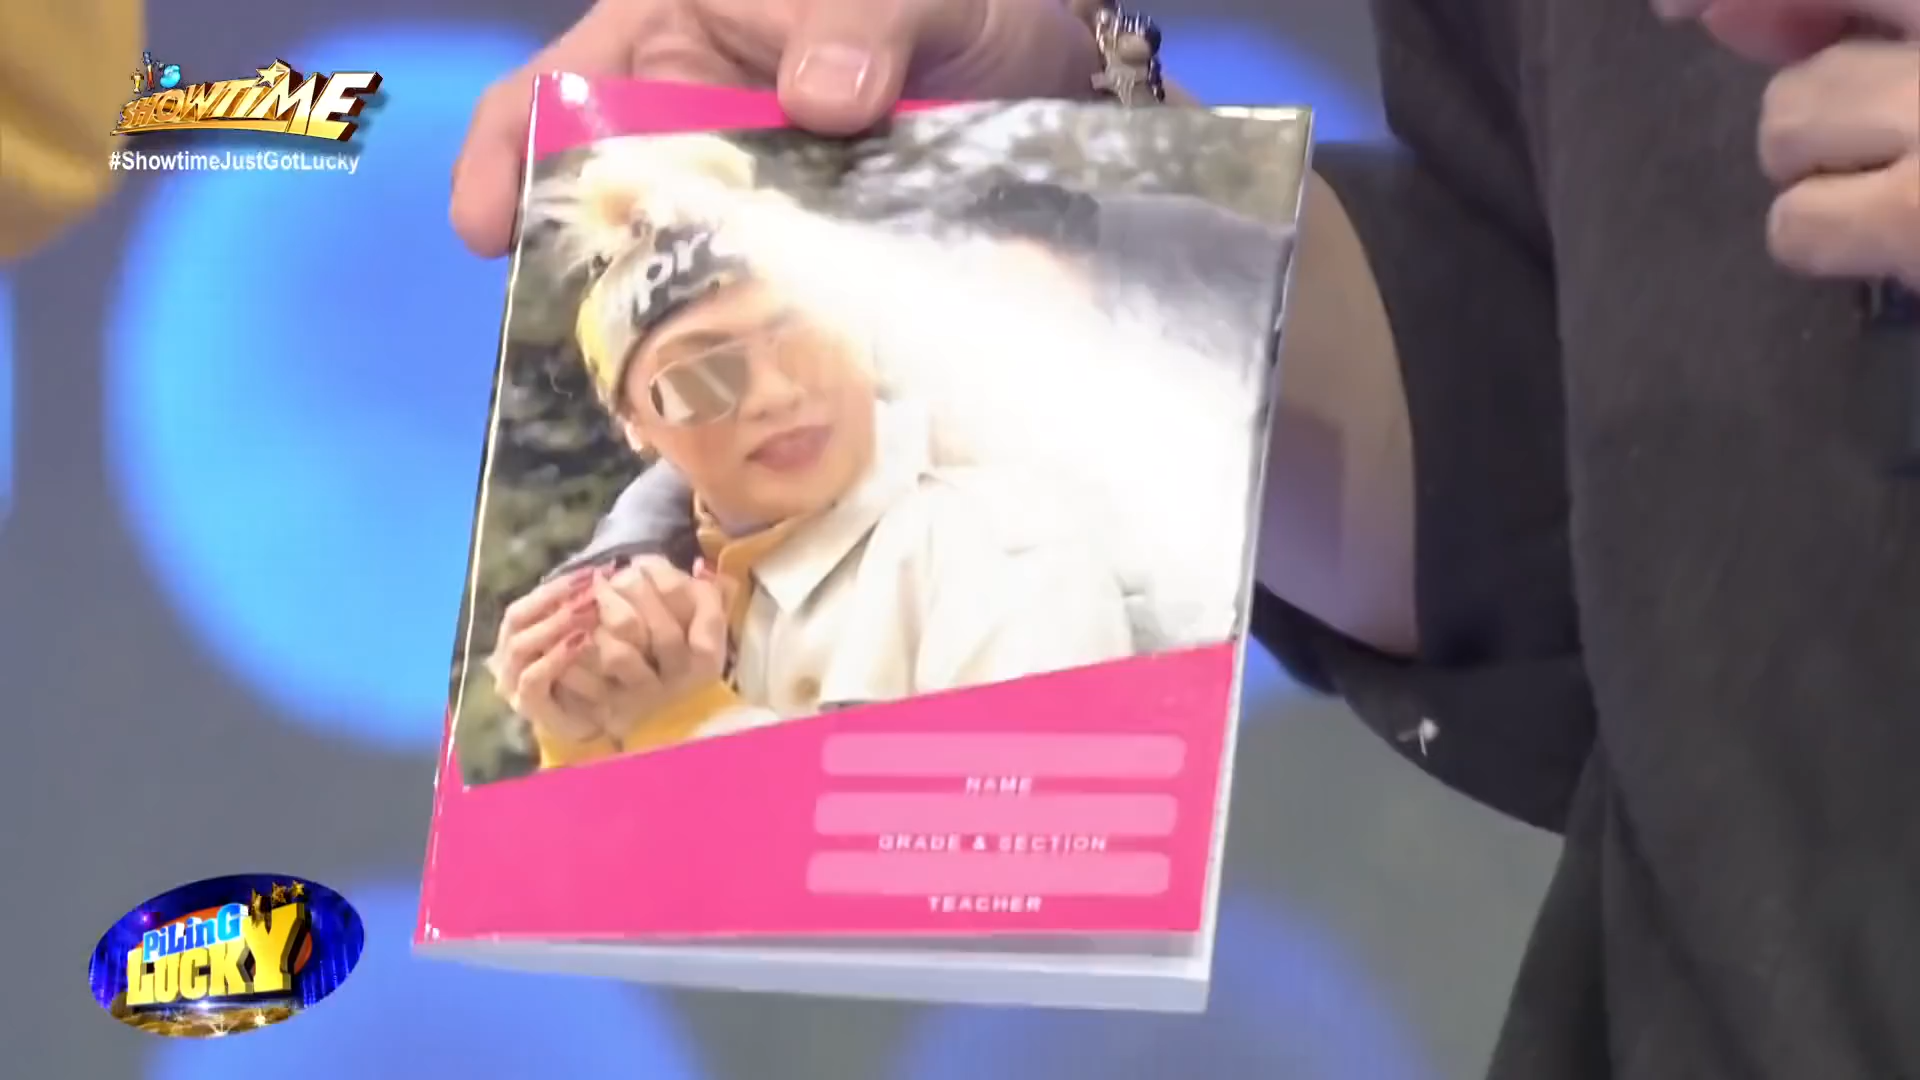 It's
SHOWTIME
#ShowtimeJustGotLucky
NAME
GRADE & SECTION
TEACHER
PiLinG
LUCKY